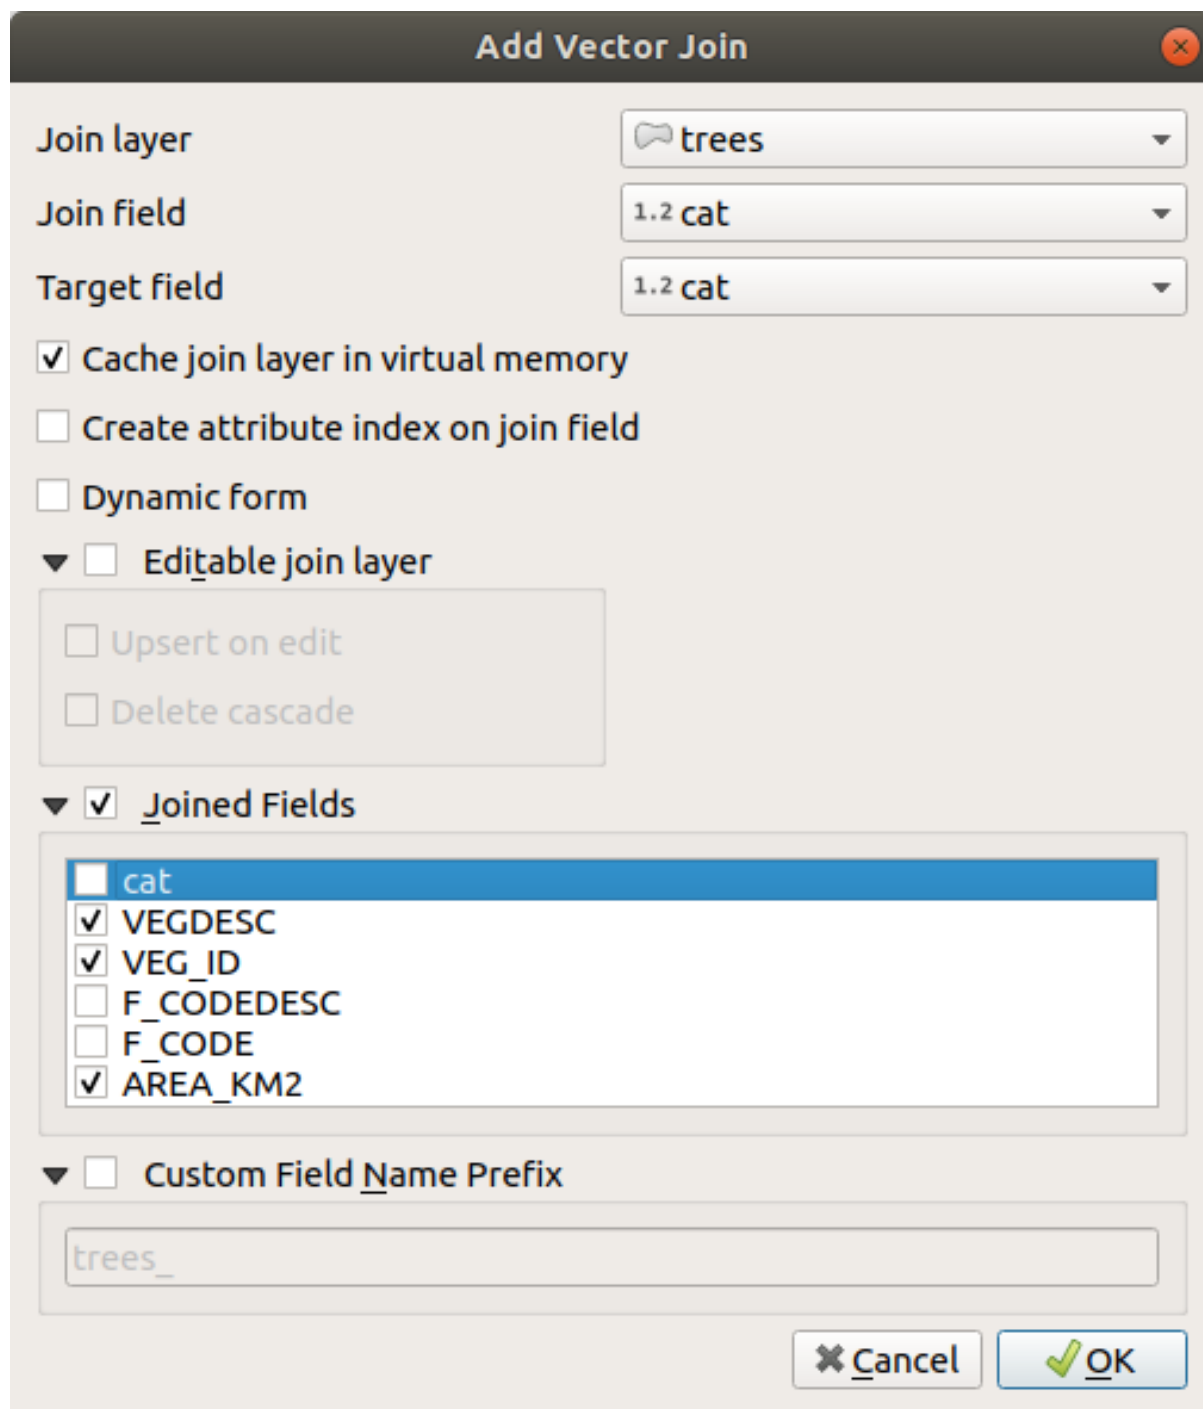 Add Vector Join
Join layer
trees
Join field
1.2 cat
Target field
1.2 cat
Cache join layer in virtual memory
Create attribute index on join field
Dynamic form
Editable join layer
Upsert on edit
Delete cascade
Joined Fields
cat
VEGDESC
VEG_ID
F_CODEDESC
F_CODE
AREA_KM2
Custom Field Name Prefix
trees_
Cancel
OK